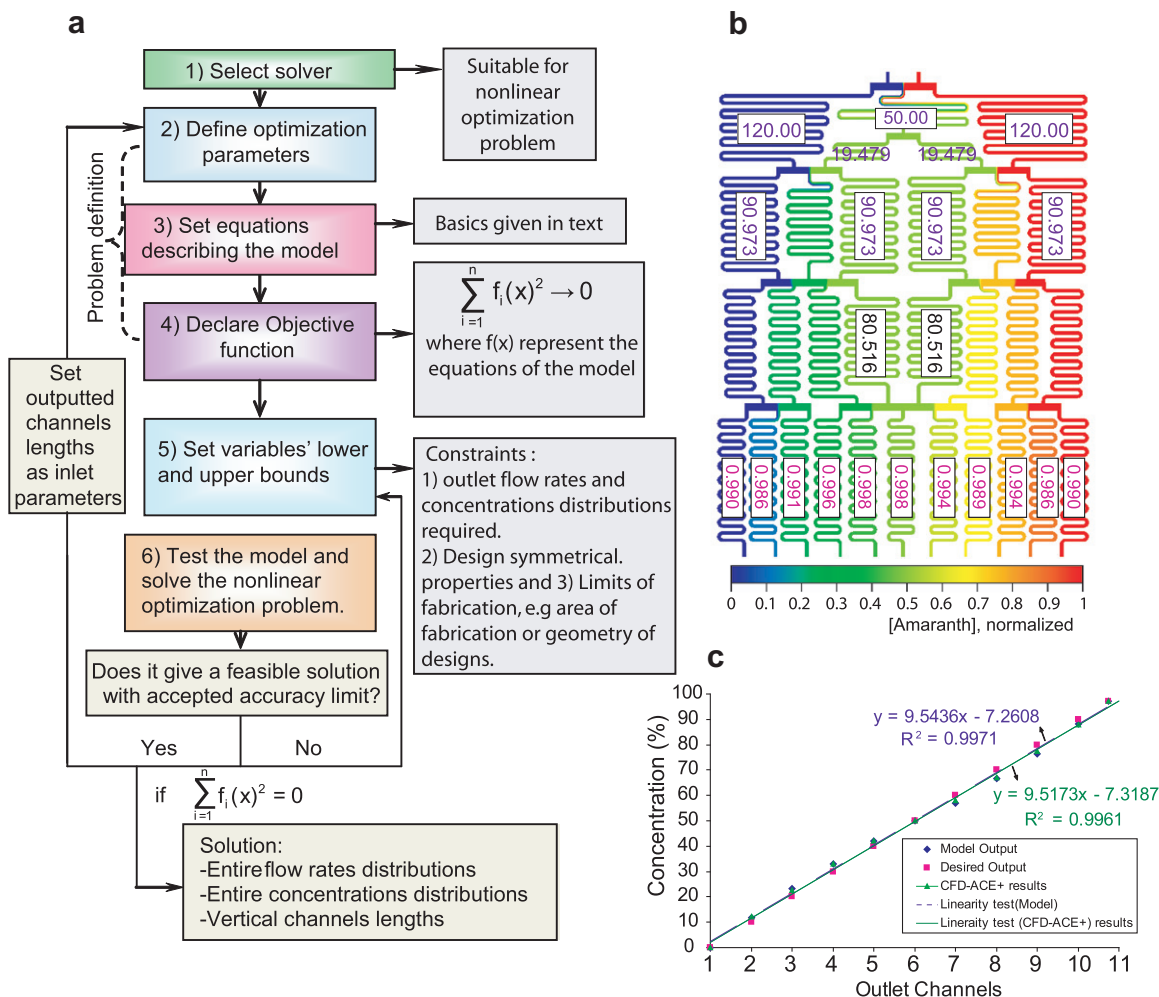 a
1) Select solver
Suitable for
nonlinear
optimization
problem
2) Define optimization
parameters
Problem definition
3) Set equations
describing the model
Basics given in text
4) Declare Objective
function
n
∑ fi(x)² → 0
i =1
where f(x) represent the
equations of the model
Set
outputted
channels
lengths
as inlet
parameters
5) Set variables’ lower
and upper bounds
Constraints :
1) outlet flow rates and
concentrations distributions
required.
2) Design symmetrical.
properties and 3) Limits of
fabrication, e.g area of
fabrication or geometry of
designs.
6) Test the model and
solve the nonlinear
optimization problem.
Does it give a feasible solution
with accepted accuracy limit?
Yes
No
n
if ∑ fi(x)² = 0
i =1
Solution:
-Entire flow rates distributions
-Entire concentrations distributions
-Vertical channels lengths
b
120.00 50.00 120.00
19.479 19.479
90.973 90.973 90.973 90.973
80.516 80.516
0.990 0.986 0.991 0.996 0.998 0.998 0.994 0.989 0.994 0.986 0.990
0 0.1 0.2 0.3 0.4 0.5 0.6 0.7 0.8 0.9 1
[Amaranth], normalized
c
Concentration (%)
100
90
80
70
60
50
40
30
20
10
0
y = 9.5436x - 7.2608
R² = 0.9971
y = 9.5173x - 7.3187
R² = 0.9961
Model Output
Desired Output
CFD-ACE+ results
Linearity test(Model)
Lineraity test (CFD-ACE+) results
1 2 3 4 5 6 7 8 9 10 11
Outlet Channels